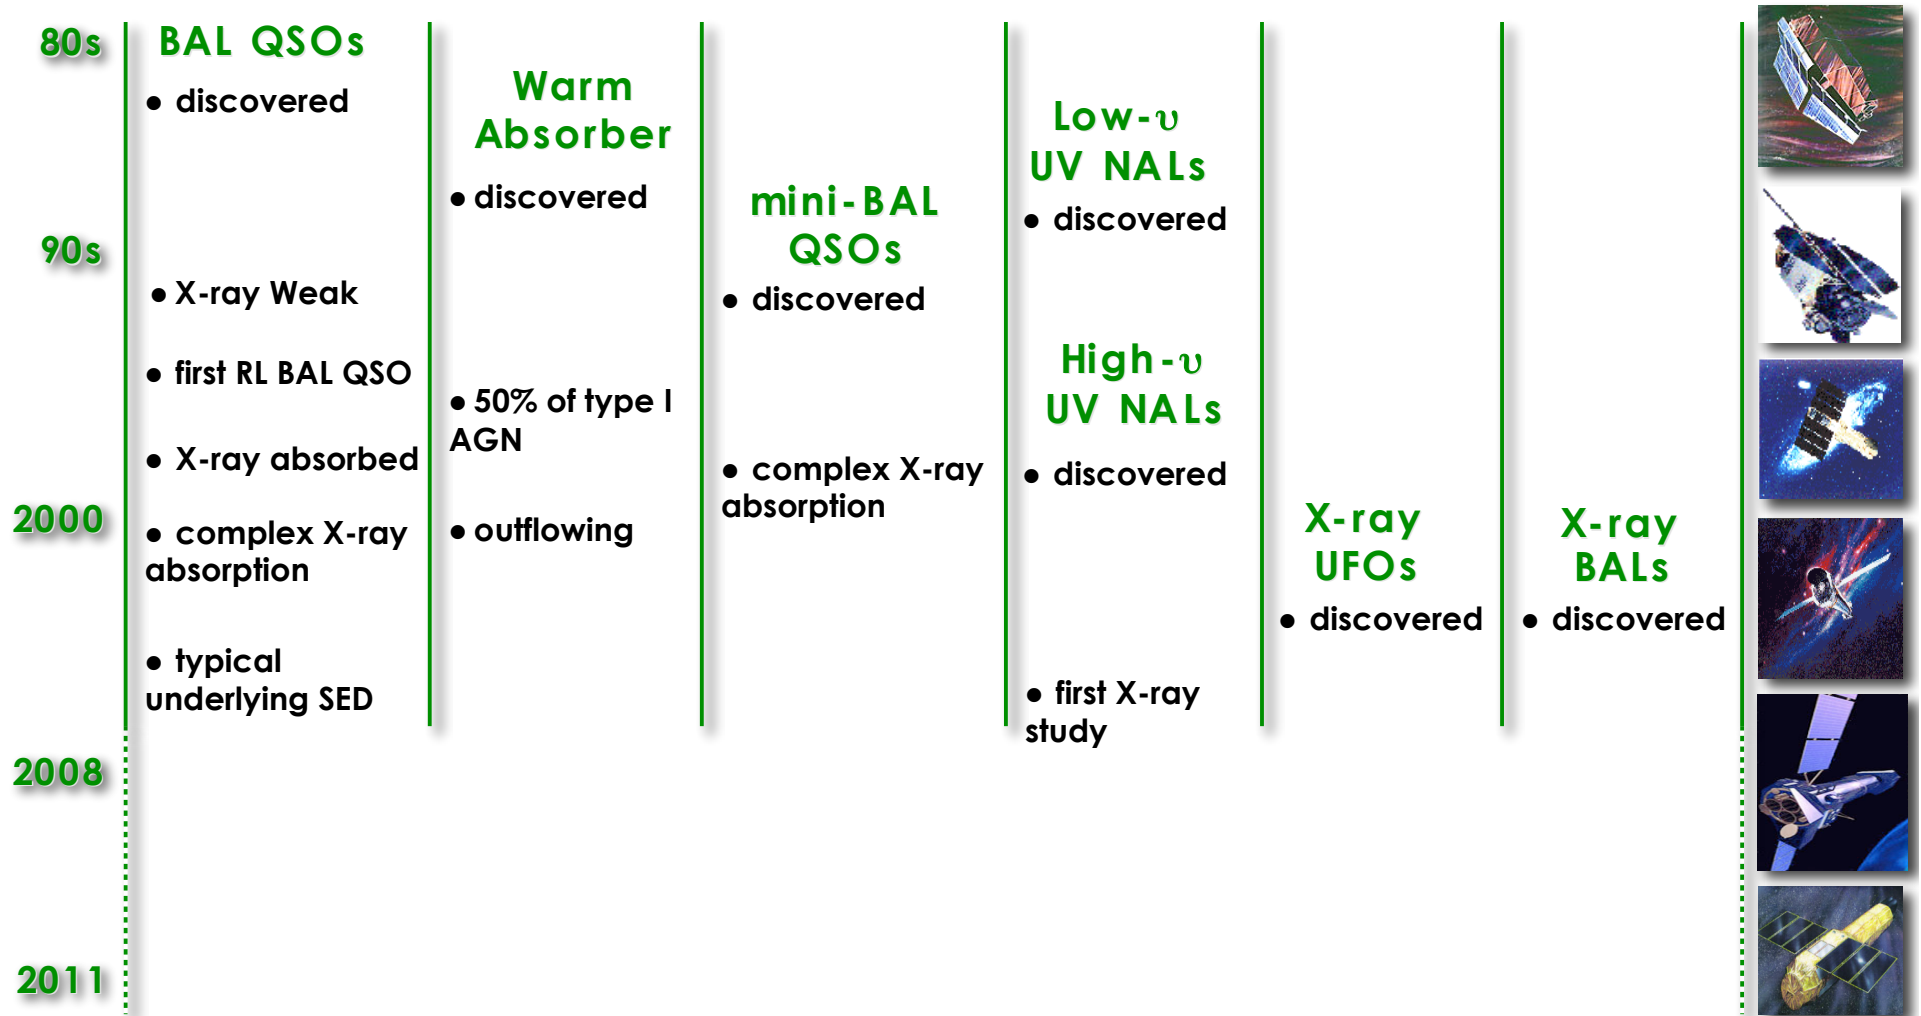 80s
90s
2000
2008
2011
BAL QSOs
● discovered
● X-ray Weak
● first RL BAL QSO
● X-ray absorbed
● complex X-ray
absorption
● typical
underlying SED
Warm
Absorber
● discovered
● 50% of type I
AGN
● outflowing
mini-BAL
QSOs
● discovered
● complex X-ray
absorption
Low-υ
UV NALs
● discovered
High-υ
UV NALs
● discovered
● first X-ray
study
X-ray
UFOs
● discovered
X-ray
BALs
● discovered